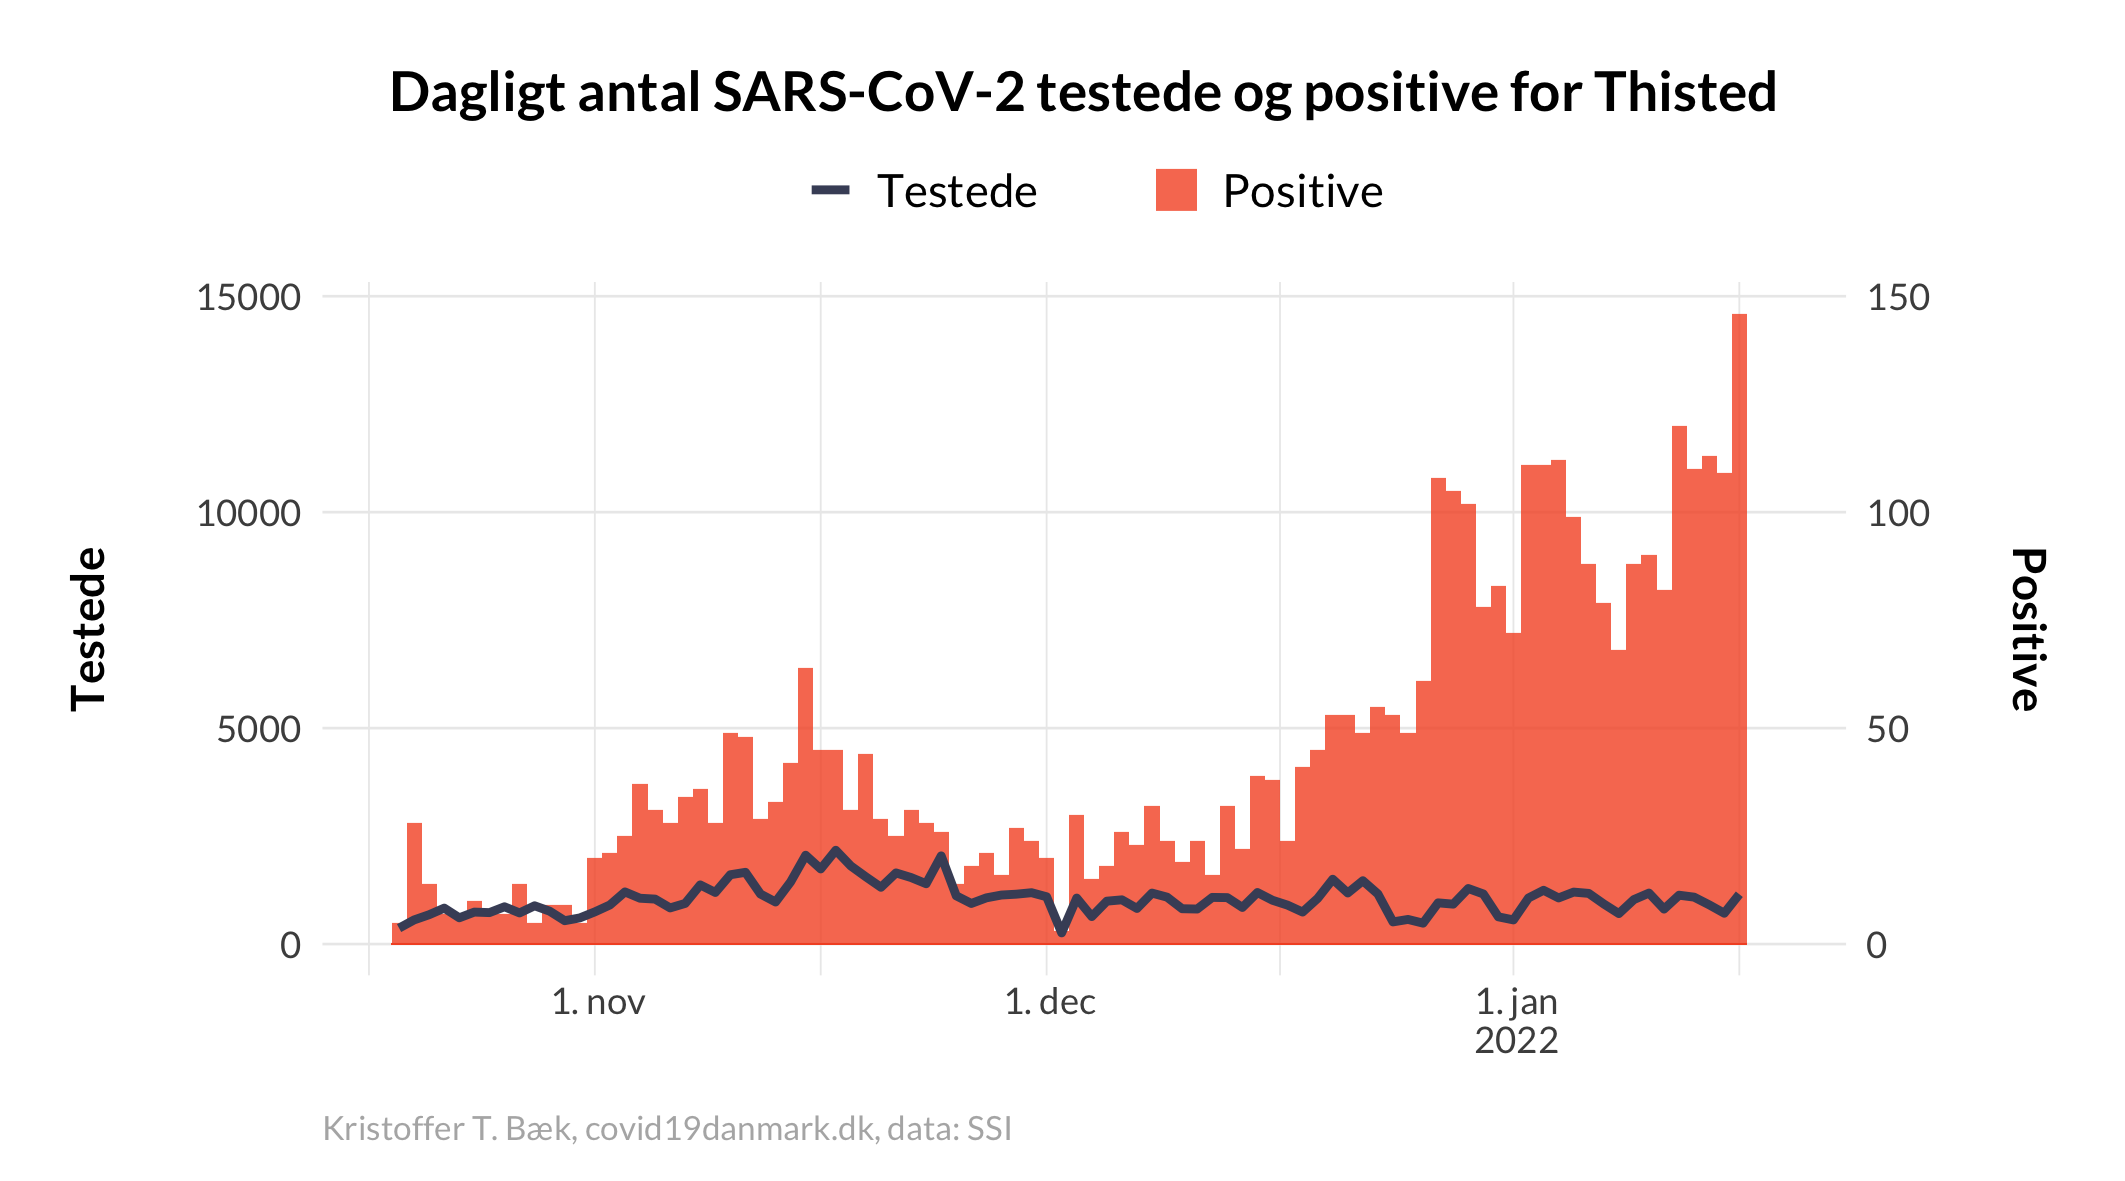 Dagligt antal SARS-CoV-2 testede og positive for Thisted
Testede
Positive
15000
10000
5000
0
150
100
50
0
Testede
Positive
1. nov
1. dec
1. jan
2022
Kristoffer T. Bæk, covid19danmark.dk, data: SSI